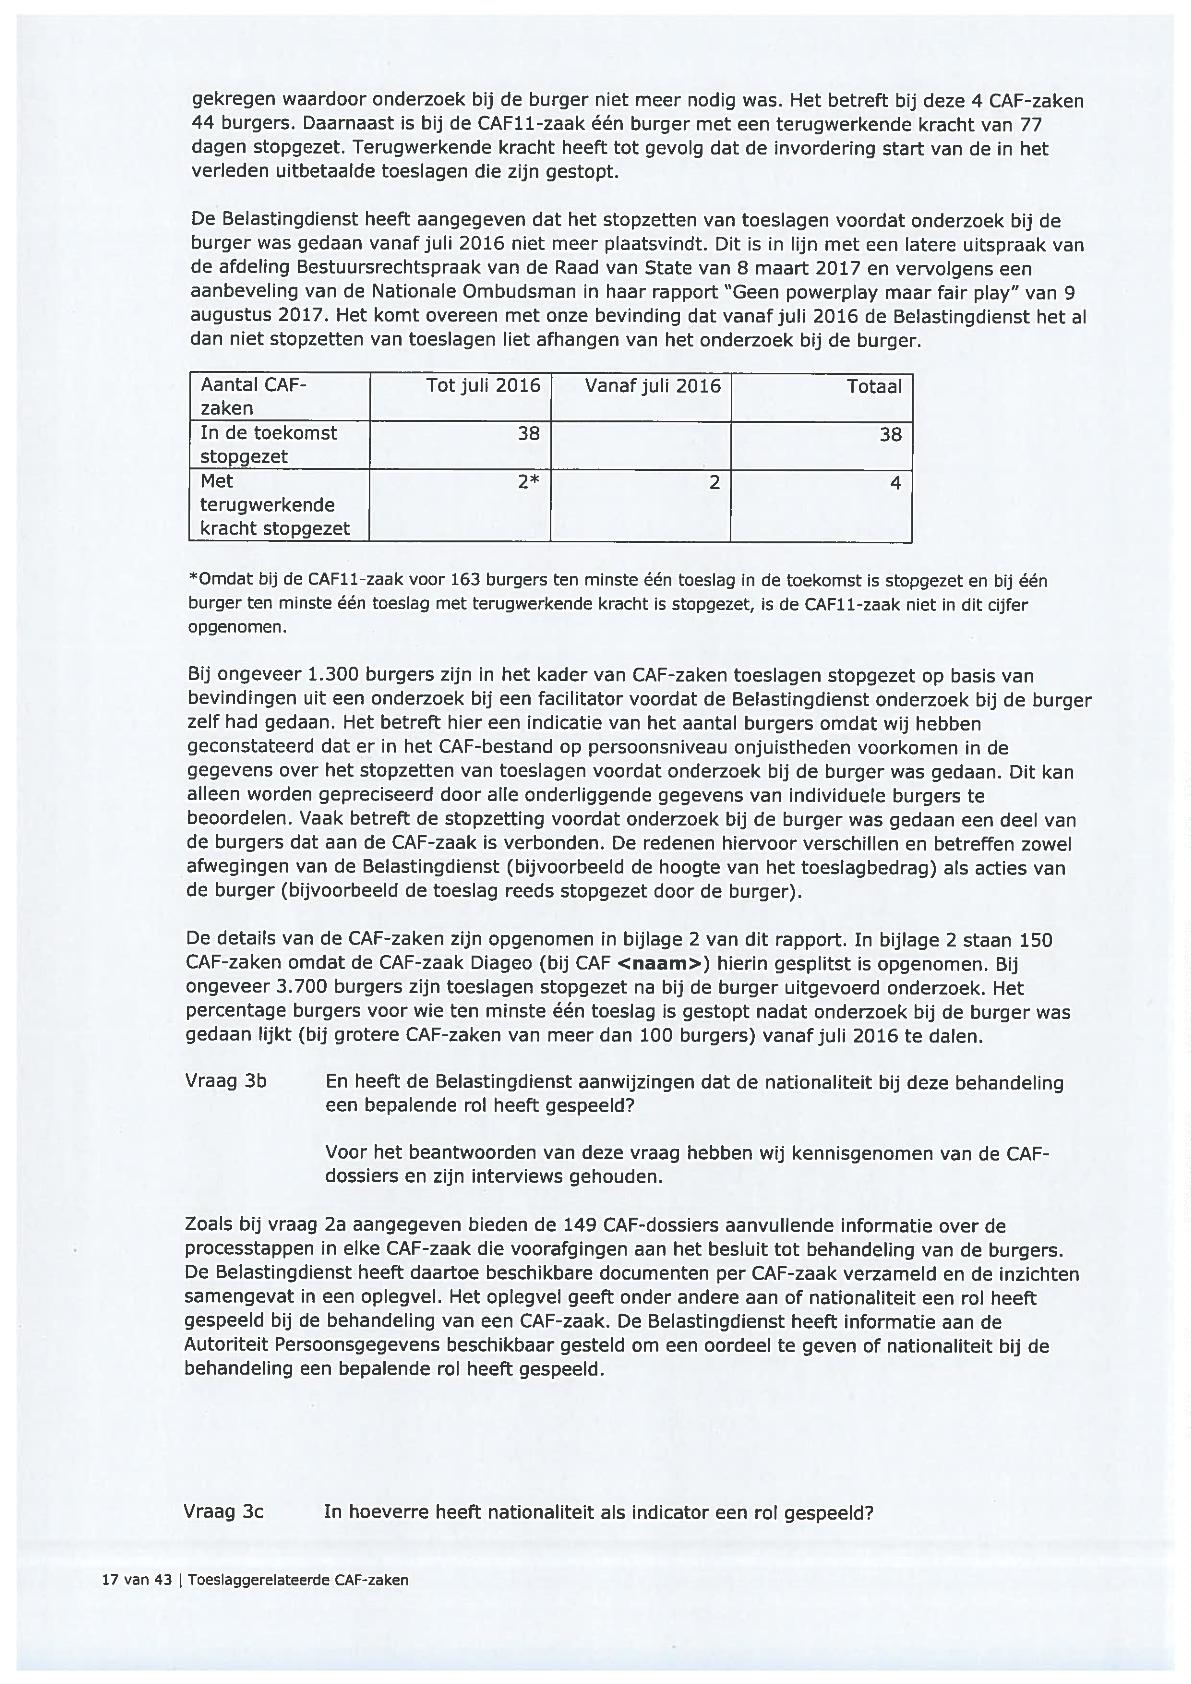 gekregen waardoor onderzoek bij de burger niet meer nodig was. Het betreft bij deze 4 CAF-zaken
44 burgers. Daarnaast is bij de CAF11-zaak één burger met een terugwerkende kracht van 77
dagen stopgezet. Terugwerkende kracht heeft tot gevolg dat de invordering start van de in het
verleden uitbetaalde toeslagen die zijn gestopt.
De Belastingdienst heeft aangegeven dat het stopzetten van toeslagen voordat onderzoek bij de
burger was gedaan vanaf juli 2016 niet meer plaatsvindt. Dit is in lijn met een latere uitspraak van
de afdeling Bestuursrechtspraak van de Raad van State van 8 maart 2017 en vervolgens een
aanbeveling van de Nationale Ombudsman in haar rapport "Geen powerplay maar fair play" van 9
augustus 2017. Het komt overeen met onze bevinding dat vanaf juli 2016 de Belastingdienst het al
dan niet stopzetten van toeslagen liet afhangen van het onderzoek bij de burger.
Aantal CAF- Tot juli 2016 Vanaf juli 2016 Totaal
zaken
In de toekomst 38 38
stopgezet
Met 2* 2 4
terugwerkende
kracht stopgezet
*Omdat bij de CAF11-zaak voor 163 burgers ten minste één toeslag in de toekomst is stopgezet en bij één
burger ten minste één toeslag met terugwerkende kracht is stopgezet, is de CAF11-zaak niet in dit cijfer
opgenomen.
Bij ongeveer 1.300 burgers zijn in het kader van CAF-zaken toeslagen stopgezet op basis van
bevindingen uit een onderzoek bij een facilitator voordat de Belastingdienst onderzoek bij de burger
zelf had gedaan. Het betreft hier een indicatie van het aantal burgers omdat wij hebben
geconstateerd dat er in het CAF-bestand op persoonsniveau onjuistheden voorkomen in de
gegevens over het stopzetten van toeslagen voordat onderzoek bij de burger was gedaan. Dit kan
alleen worden gepreciseerd door alle onderliggende gegevens van individuele burgers te
beoordelen. Vaak betreft de stopzetting voordat onderzoek bij de burger was gedaan een deel van
de burgers dat aan de CAF-zaak is verbonden. De redenen hiervoor verschillen en betreffen zowel
afwegingen van de Belastingdienst (bijvoorbeeld de hoogte van het toeslagbedrag) als acties van
de burger (bijvoorbeeld de toeslag reeds stopgezet door de burger).
De details van de CAF-zaken zijn opgenomen in bijlage 2 van dit rapport. In bijlage 2 staan 150
CAF-zaken omdat de CAF-zaak Diageo (bij CAF <naam>) hierin gesplitst is opgenomen. Bij
ongeveer 3.700 burgers zijn toeslagen stopgezet na bij de burger uitgevoerd onderzoek. Het
percentage burgers voor wie ten minste één toeslag is gestopt nadat onderzoek bij de burger was
gedaan lijkt (bij grotere CAF-zaken van meer dan 100 burgers) vanaf juli 2016 te dalen.
Vraag 3b En heeft de Belastingdienst aanwijzingen dat de nationaliteit bij deze behandeling
een bepalende rol heeft gespeeld?
Voor het beantwoorden van deze vraag hebben wij kennisgenomen van de CAF-
dossiers en zijn interviews gehouden.
Zoals bij vraag 2a aangegeven bieden de 149 CAF-dossiers aanvullende informatie over de
processtappen in elke CAF-zaak die voorafgingen aan het besluit tot behandeling van de burgers.
De Belastingdienst heeft daartoe beschikbare documenten per CAF-zaak verzameld en de inzichten
samengevat in een oplegvel. Het oplegvel geeft onder andere aan of nationaliteit een rol heeft
gespeeld bij de behandeling van een CAF-zaak. De Belastingdienst heeft informatie aan de
Autoriteit Persoonsgegevens beschikbaar gesteld om een oordeel te geven of nationaliteit bij de
behandeling een bepalende rol heeft gespeeld.
Vraag 3c In hoeverre heeft nationaliteit als indicator een rol gespeeld?
17 van 43 | Toeslaggerelateerde CAF-zaken